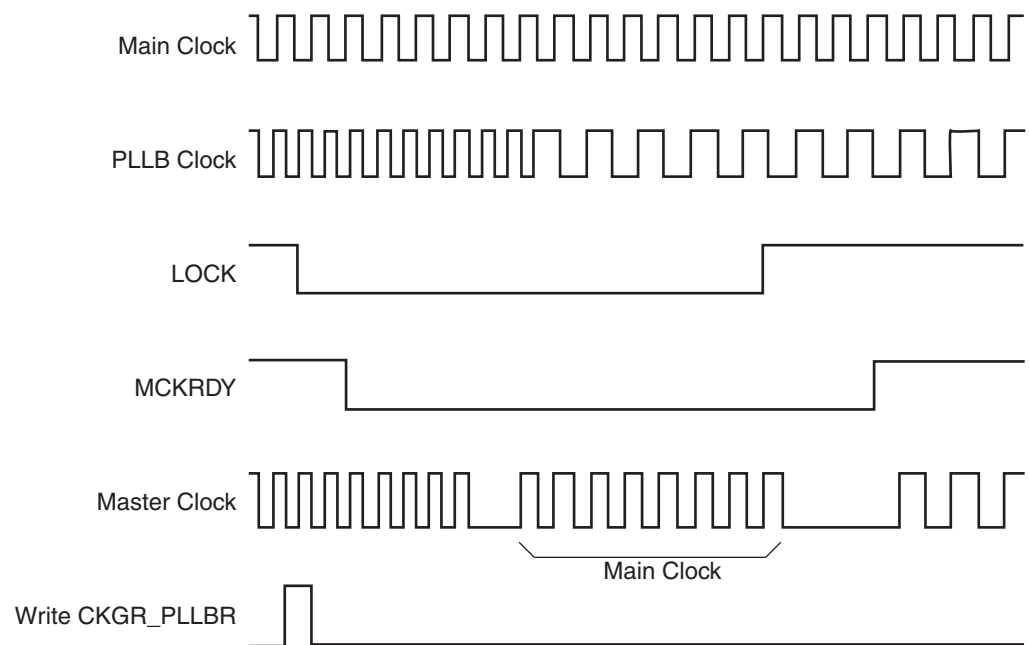 Main Clock
PLLB Clock
LOCK
MCKRDY
Master Clock
Main Clock
Write CKGR_PLLBR